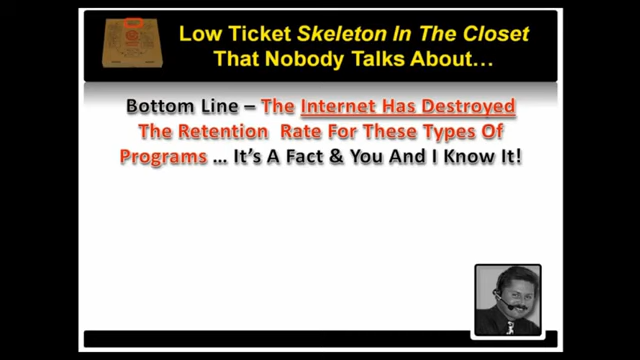 Low Ticket Skeleton In The Closet
That Nobody Talks About…
Bottom Line – The Internet Has Destroyed
The Retention Rate For These Types Of
Programs … It's A Fact & You And I Know It!